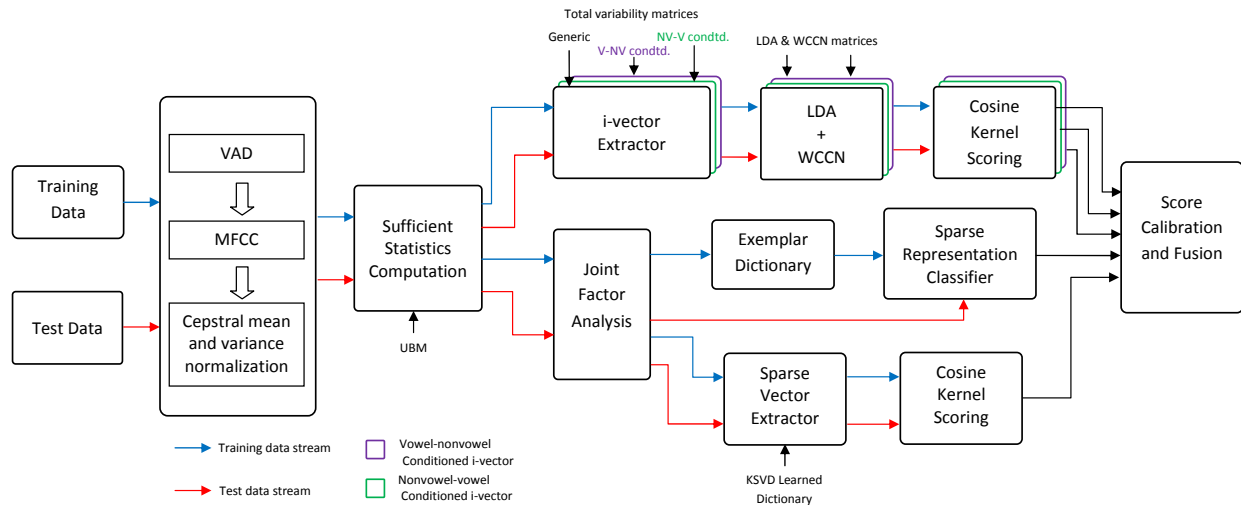 Total variability matrices
Generic
V-NV condtd.
NV-V condtd.
LDA & WCCN matrices
i-vector
Extractor
LDA
+
WCCN
Cosine
Kernel
Scoring
Training
Data
Test Data
VAD
MFCC
Cepstral mean
and variance
normalization
Sufficient
Statistics
Computation
UBM
Joint
Factor
Analysis
Exemplar
Dictionary
Sparse
Representation
Classifier
Sparse
Vector
Extractor
KSVD Learned
Dictionary
Cosine
Kernel
Scoring
Score
Calibration
and Fusion
Training data stream
Test data stream
Vowel-nonvowel
Conditioned i-vector
Nonvowel-vowel
Conditioned i-vector